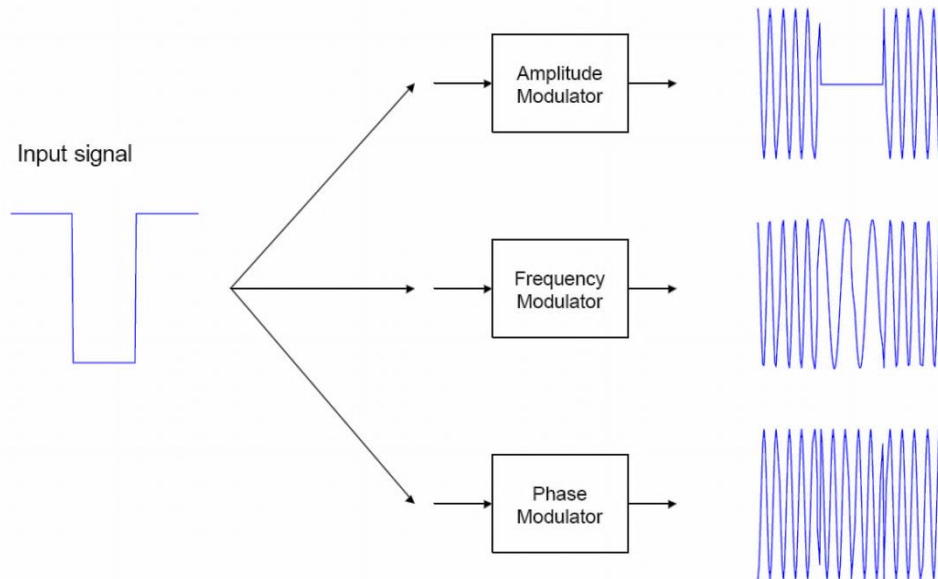 Input signal
Amplitude
Modulator
Frequency
Modulator
Phase
Modulator